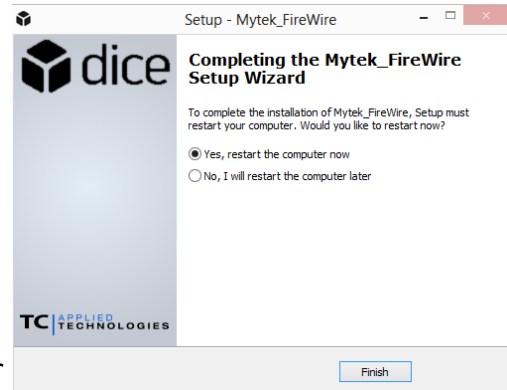 Setup - Mytek_FireWire
dice
Completing the Mytek_FireWire
Setup Wizard
To complete the installation of Mytek_FireWire, Setup must
restart your computer. Would you like to restart now?
Yes, restart the computer now
No, I will restart the computer later
TC APPLIED
TECHNOLOGIES
Finish